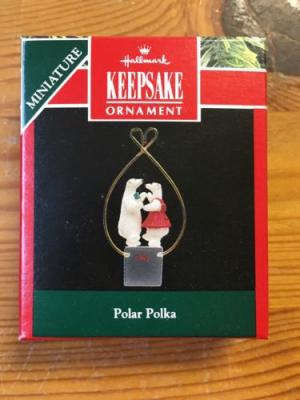 MINIATURE
Hallmark
KEEPSAKE
ORNAMENT
Polar Polka